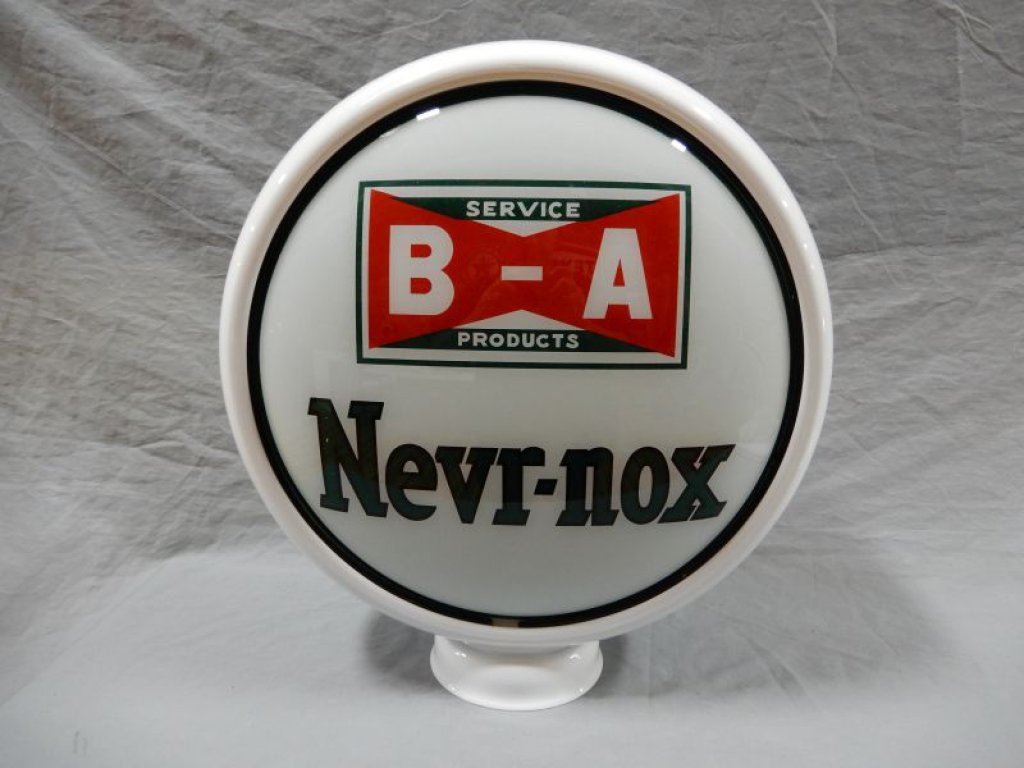 SERVICE
B-A
PRODUCTS
Nevr-nox